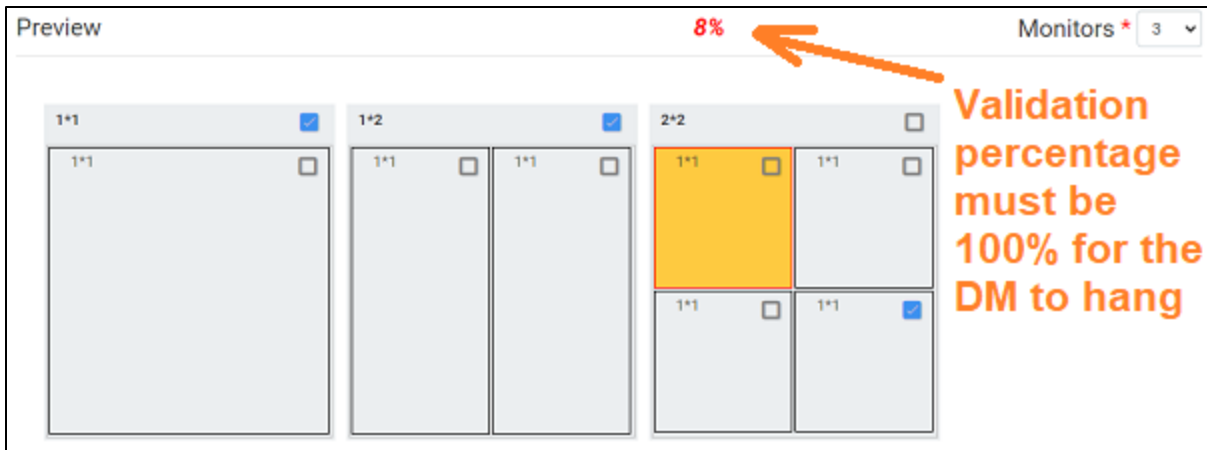 Preview
8%
Monitors * 3
Validation
percentage
must be
100% for the
DM to hang
1*1
1*2
2*2
1*1
1*1
1*1
1*1
1*1
1*1
1*1